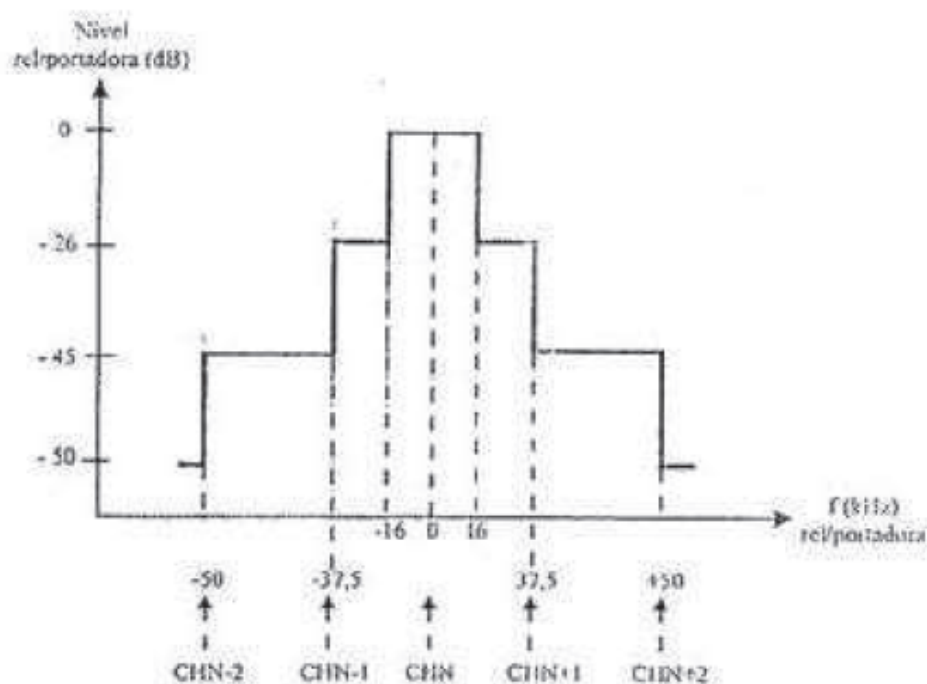 Nível
rel/portadora (dB)
0
- 26
- 45
- 50
-16 0 16
f (kHz)
rel/portadora
-50 -37,5 37,5 +50
CHN-2 CHN-1 CHN CHN+1 CHN+2